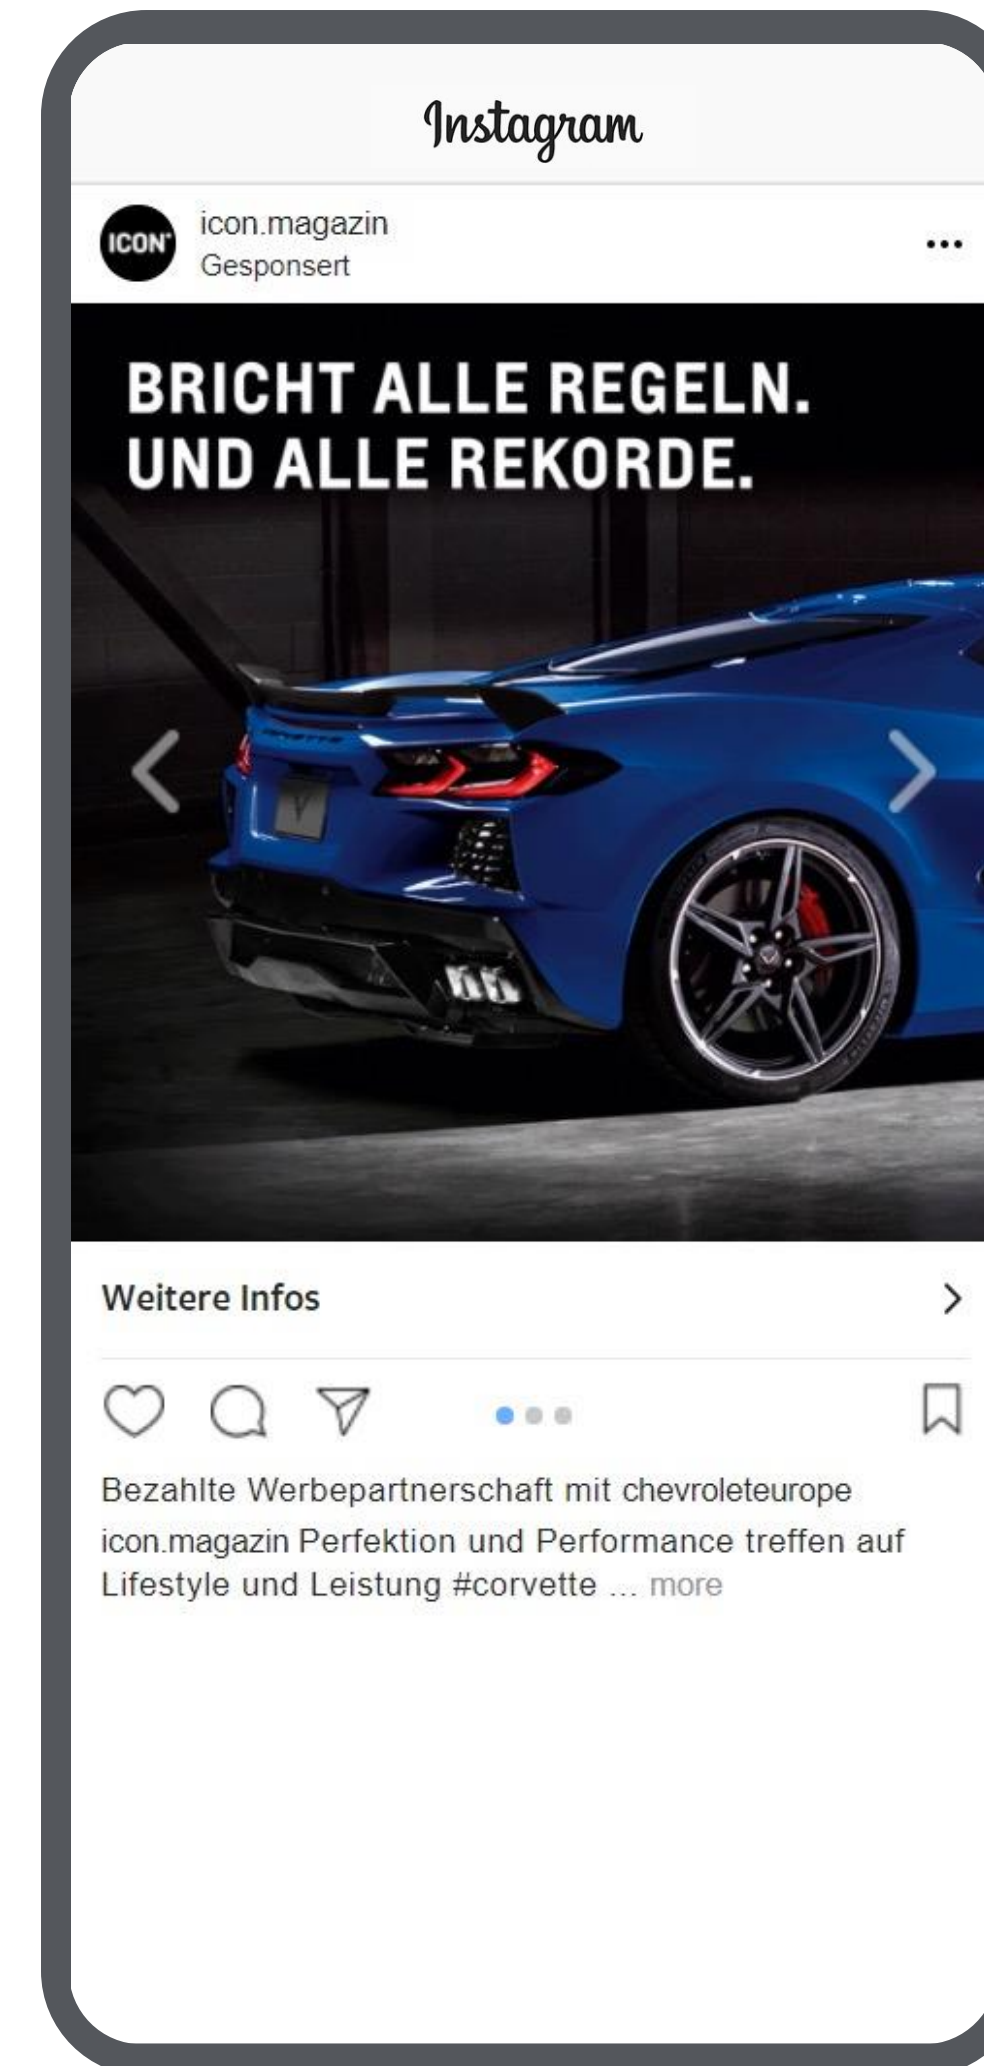 Instagram
ICON
icon.magazin
Gesponsert
BRICHT ALLE REGELN.
UND ALLE REKORDE.
CORVETTE
Weitere Infos
Bezahlte Werbepartnerschaft mit chevroleteurope
icon.magazin Perfektion und Performance treffen auf
Lifestyle und Leistung #corvette ... more